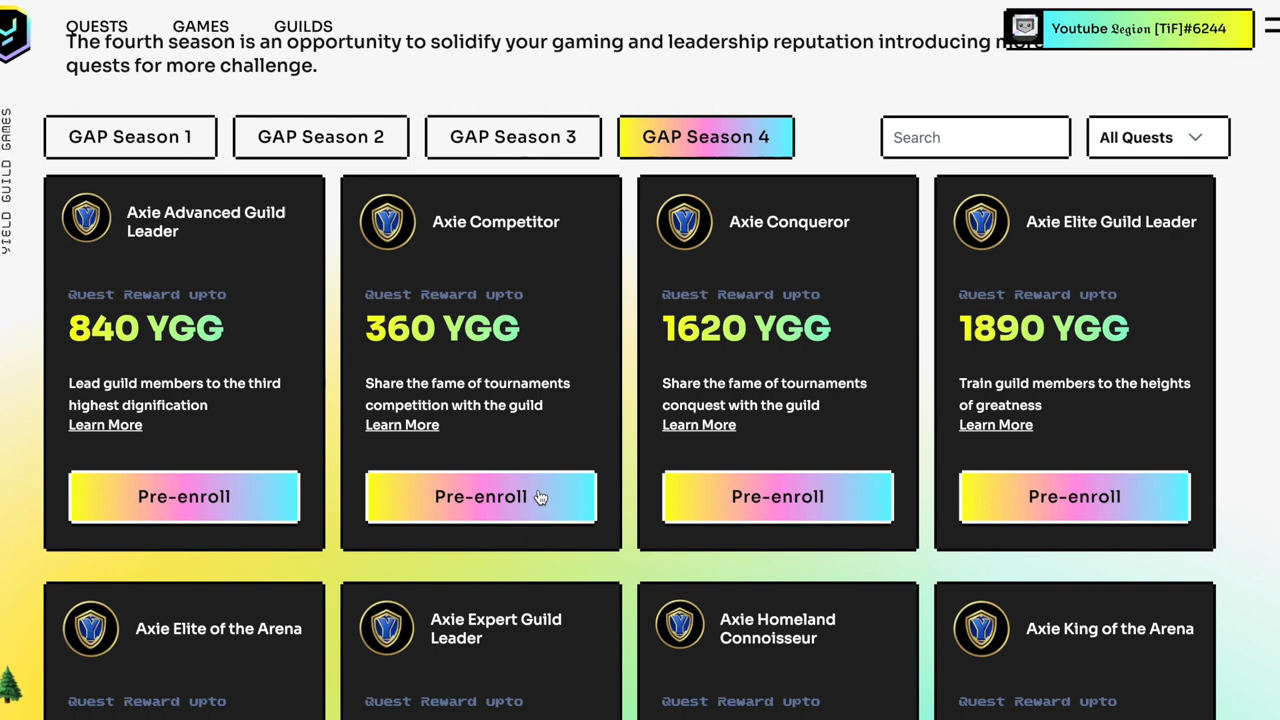 QUESTS GAMES GUILDS
Youtube 𝕷𝖊𝖌𝖎𝖔𝖓 [TiF]#6244
The fourth season is an opportunity to solidify your gaming and leadership reputation introducing
quests for more challenge.
YIELD GUILD GAMES
GAP Season 1
GAP Season 2
GAP Season 3
GAP Season 4
Search
All Quests
Axie Advanced Guild
Leader
Quest Reward upto
840 YGG
Lead guild members to the third
highest dignification
Learn More
Pre-enroll
Axie Competitor
Quest Reward upto
360 YGG
Share the fame of tournaments
competition with the guild
Learn More
Pre-enroll
Axie Conqueror
Quest Reward upto
1620 YGG
Share the fame of tournaments
conquest with the guild
Learn More
Pre-enroll
Axie Elite Guild Leader
Quest Reward upto
1890 YGG
Train guild members to the heights
of greatness
Learn More
Pre-enroll
Axie Elite of the Arena
Quest Reward upto
Axie Expert Guild
Leader
Quest Reward upto
Axie Homeland
Connoisseur
Quest Reward upto
Axie King of the Arena
Quest Reward upto